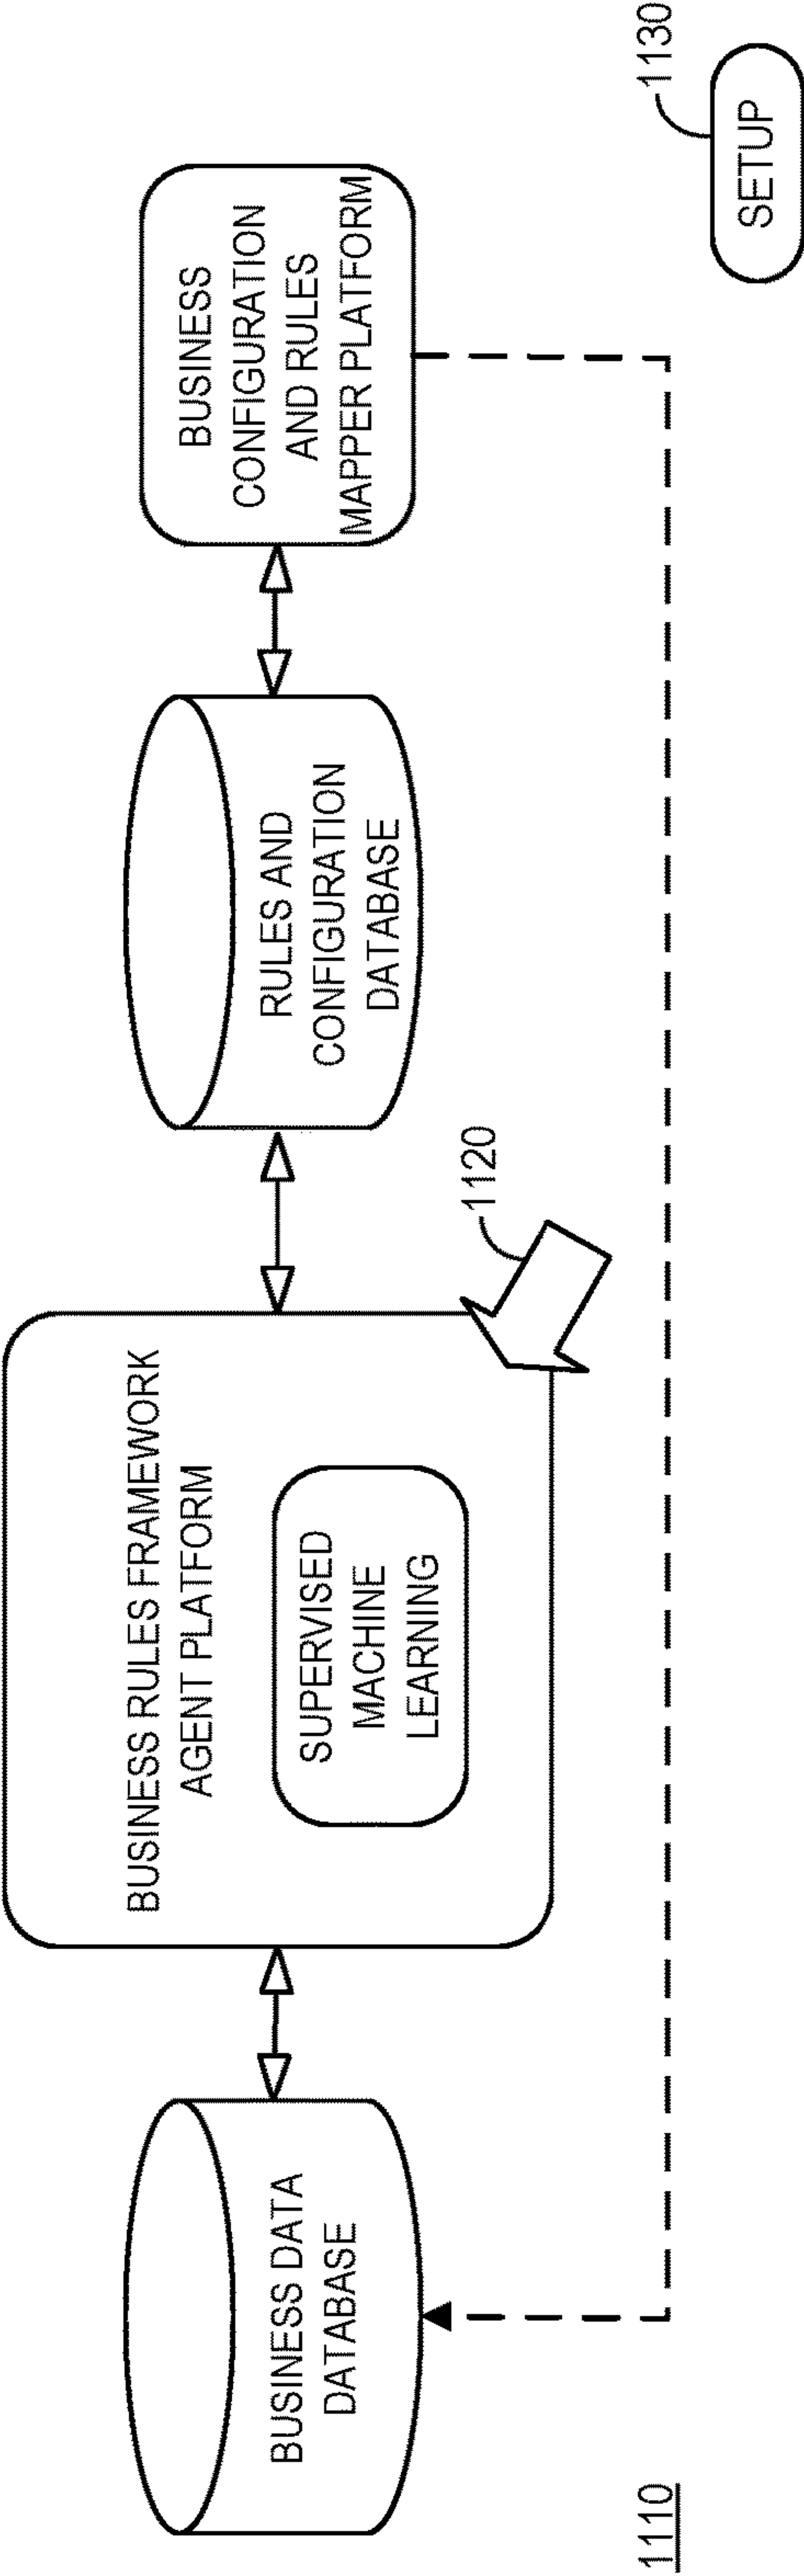 BUSINESS DATA
DATABASE
BUSINESS RULES FRAMEWORK
AGENT PLATFORM
SUPERVISED
MACHINE
LEARNING
1120
RULES AND
CONFIGURATION
DATABASE
BUSINESS
CONFIGURATION
AND RULES
MAPPER PLATFORM
1110
1130
SETUP